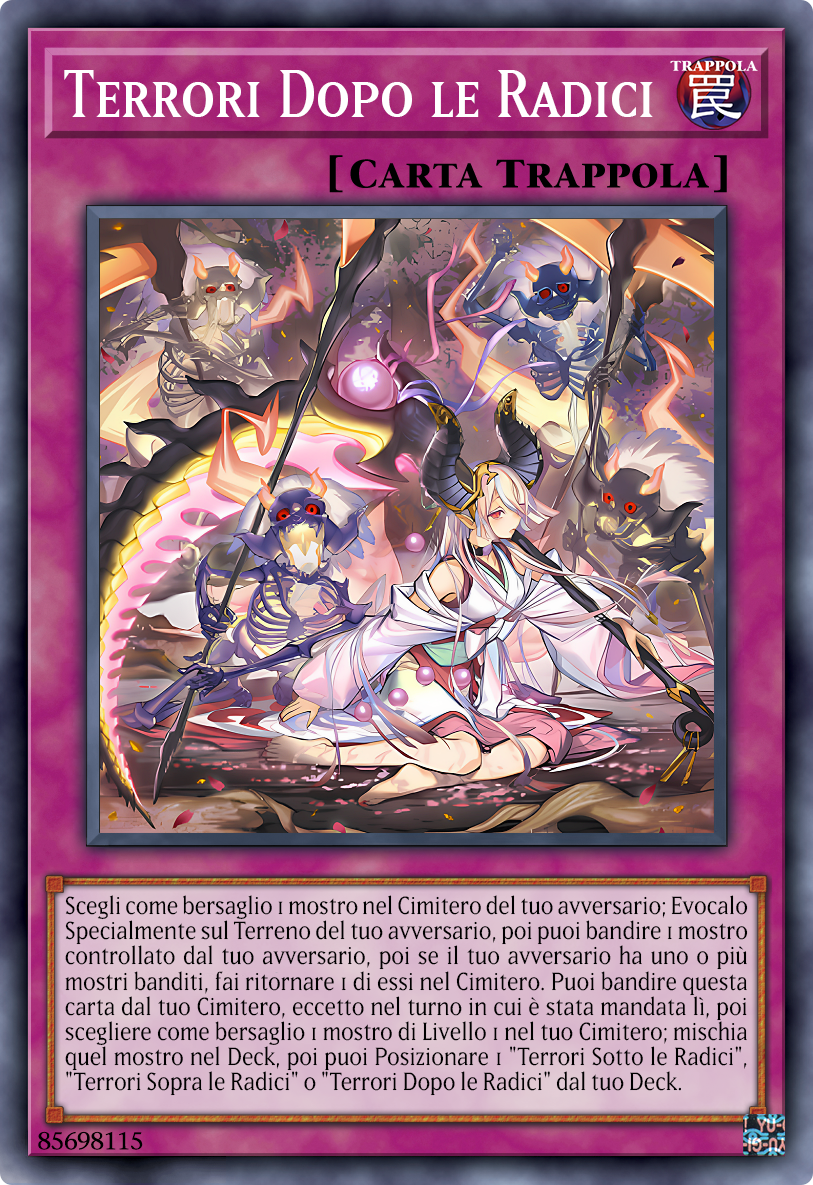 Terrori Dopo le Radici
TRAPPOLA
罠
[Carta Trappola]
Scegli come bersaglio 1 mostro nel Cimitero del tuo avversario; Evocalo
Specialmente sul Terreno del tuo avversario, poi puoi bandire 1 mostro
controllato dal tuo avversario, poi se il tuo avversario ha uno o più
mostri banditi, fai ritornare 1 di essi nel Cimitero. Puoi bandire questa
carta dal tuo Cimitero, eccetto nel turno in cui è stata mandata lì, poi
scegliere come bersaglio 1 mostro di Livello 1 nel tuo Cimitero; mischia
quel mostro nel Deck, poi puoi Posizionare 1 "Terrori Sotto le Radici",
"Terrori Sopra le Radici" o "Terrori Dopo le Radici" dal tuo Deck.
85698115